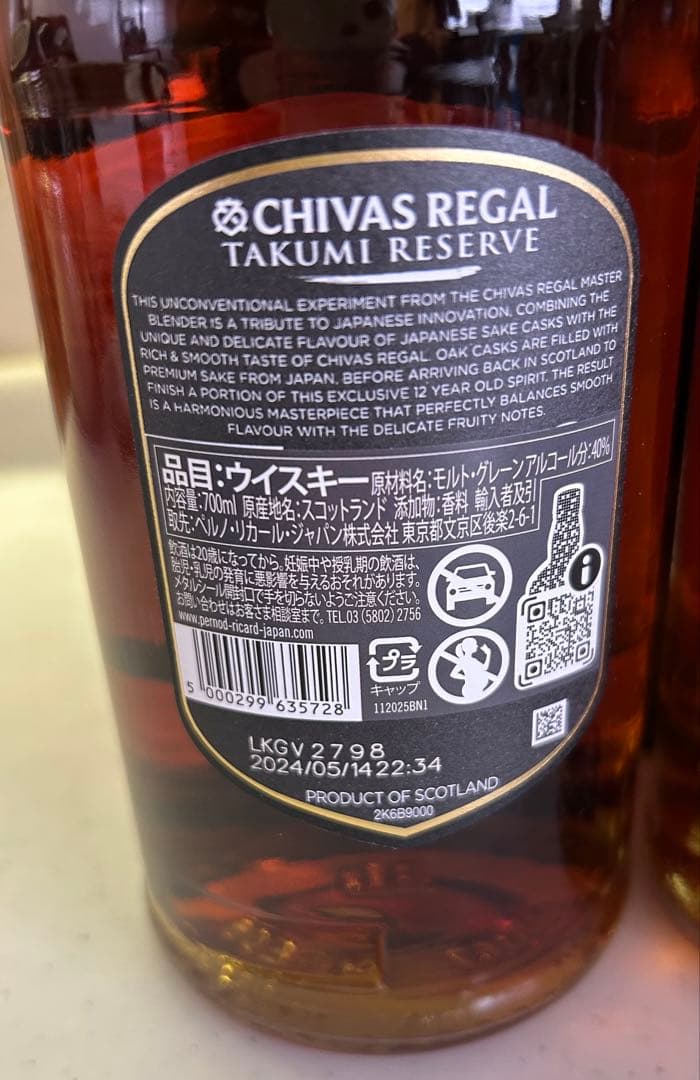 CHIVAS REGAL
TAKUMI RESERVE
THIS UNCONVENTIONAL EXPERIMENT FROM THE CHIVAS REGAL MASTER
BLENDER IS A TRIBUTE TO JAPANESE INNOVATION. COMBINING THE
UNIQUE AND DELICATE FLAVOUR OF JAPANESE SAKE CASKS WITH THE
RICH & SMOOTH TASTE OF CHIVAS REGAL. OAK CASKS ARE FILLED WITH
PREMIUM SAKE FROM JAPAN, BEFORE ARRIVING BACK IN SCOTLAND TO
FINISH A PORTION OF THIS EXCLUSIVE 12 YEAR OLD SPIRIT. THE RESULT
IS A HARMONIOUS MASTERPIECE THAT PERFECTLY BALANCES SMOOTH
FLAVOUR WITH THE DELICATE FRUITY NOTES.
品目:ウイスキー 原材料名:モルト・グレーン アルコール分:40%
内容量:700ml 原産地名:スコットランド 添加物:香料 輸入者及引
取先:ペルノ・リカール・ジャパン株式会社 東京都文京区後楽2-6-1
飲酒は20歳になってから。妊娠中や授乳期の飲酒は、
胎児・乳児の発育に悪影響を与えるおそれがあります。
メタルシール開封口で手を切らないようご注意ください。
お問い合わせはお客さま相談室まで。TEL.03 (5802) 2756
www.pernod-ricard-japan.com
プラ
キャップ
5 000299 635728
112025BN1
LKGV2798
2024/05/14 22:34
PRODUCT OF SCOTLAND
2K6B9000